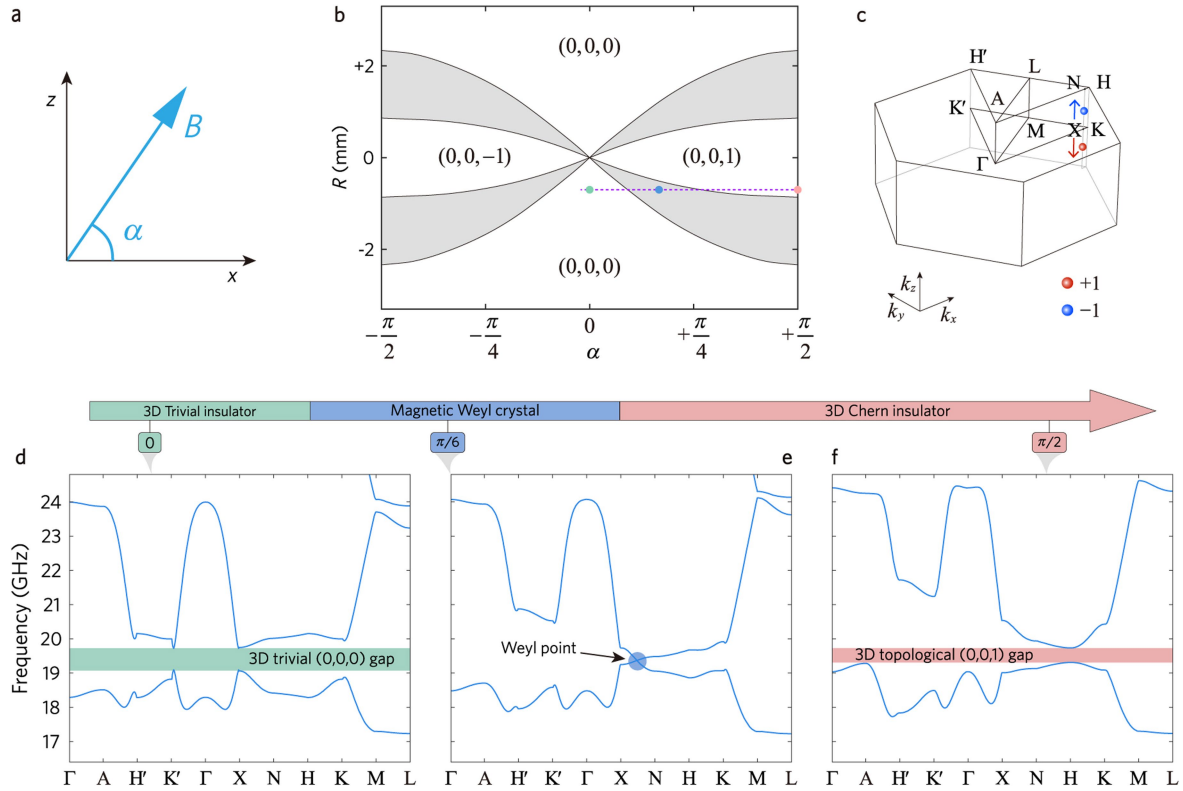 a
z
B
α
x
b
R (mm)
+2
0
-2
(0, 0, 0)
(0, 0, −1)
(0, 0, 1)
(0, 0, 0)
−π/2
−π/4
0
+π/4
+π/2
α
c
H′
L
N
H
A
K′
M
X
K
Γ
kz
ky
kx
+1
−1
3D Trivial insulator
Magnetic Weyl crystal
3D Chern insulator
0
π/6
π/2
d
Frequency (GHz)
24
23
22
21
20
19
18
17
3D trivial (0,0,0) gap
Γ A H′ K′ Γ X N H K M L
e
Weyl point
Γ A H′ K′ Γ X N H K M L
f
3D topological (0,0,1) gap
Γ A H′ K′ Γ X N H K M L